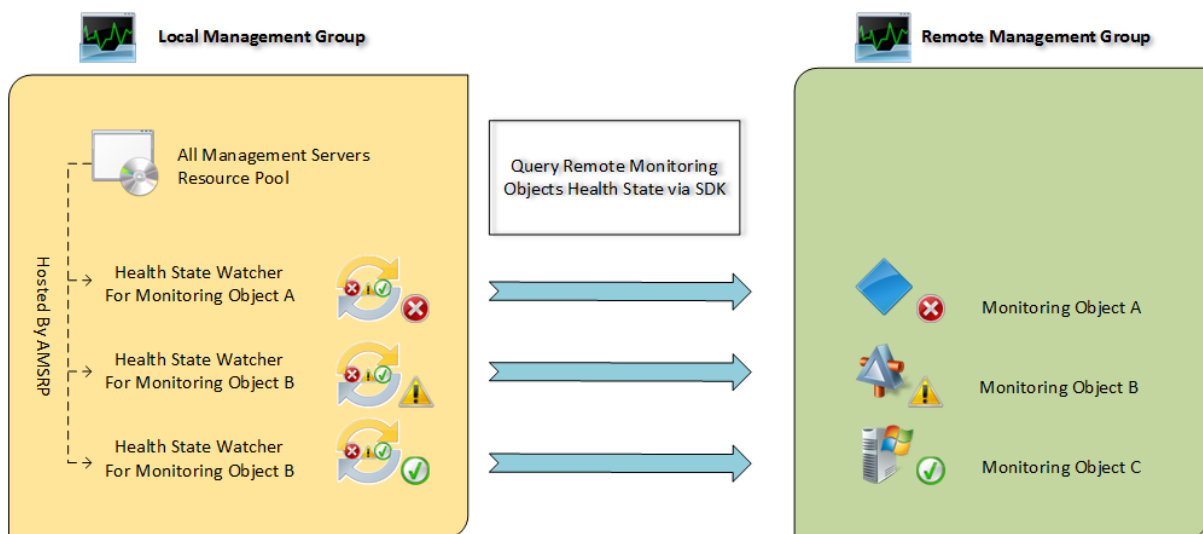 Local Management Group
Remote Management Group
All Management Servers
Resource Pool
Query Remote Monitoring
Objects Health State via SDK
Hosted By AMSRP
Health State Watcher
For Monitoring Object A
Monitoring Object A
Health State Watcher
For Monitoring Object B
Monitoring Object B
Health State Watcher
For Monitoring Object B
Monitoring Object C